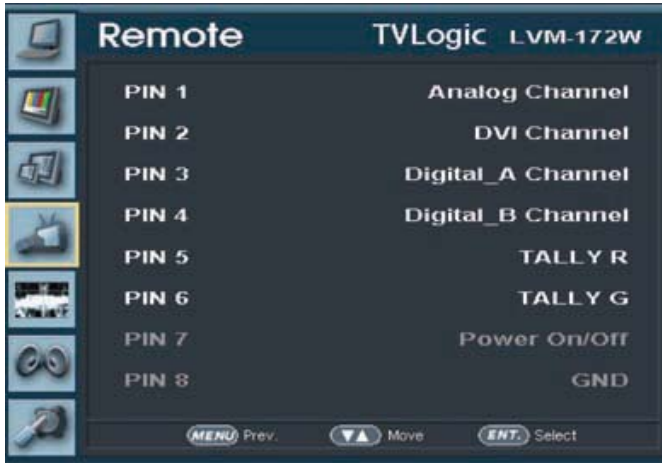 Remote TVLogic LVM-172W
PIN 1 Analog Channel
PIN 2 DVI Channel
PIN 3 Digital_A Channel
PIN 4 Digital_B Channel
PIN 5 TALLY R
PIN 6 TALLY G
PIN 7 Power On/Off
PIN 8 GND
MENU Prev. ▼▲ Move ENT. Select